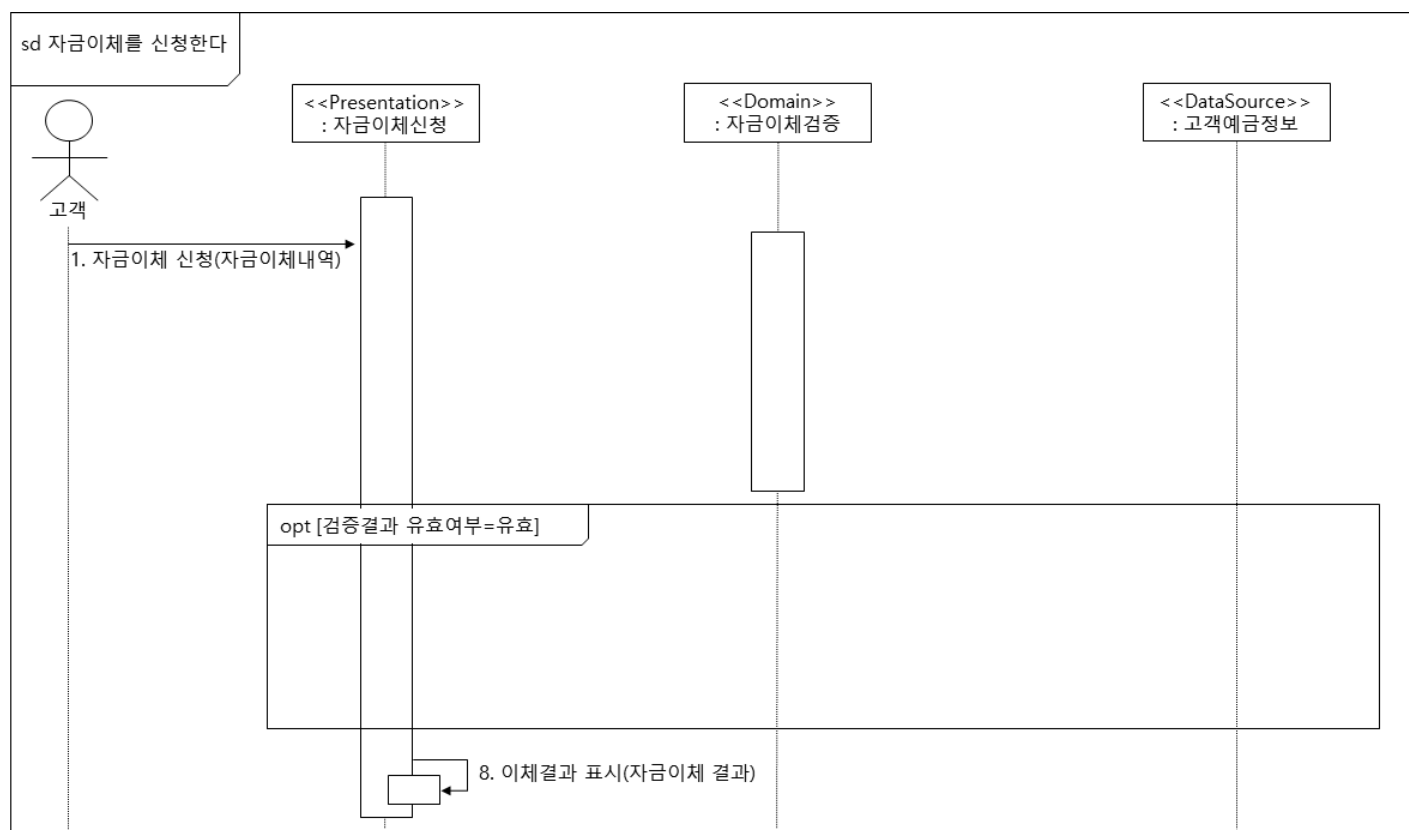 sd 자금이체를 신청한다
<<Presentation>>
: 자금이체신청
<<Domain>>
: 자금이체검증
<<DataSource>>
: 고객예금정보
고객
1. 자금이체 신청(자금이체내역)
opt [검증결과 유효여부=유효]
8. 이체결과 표시(자금이체 결과)